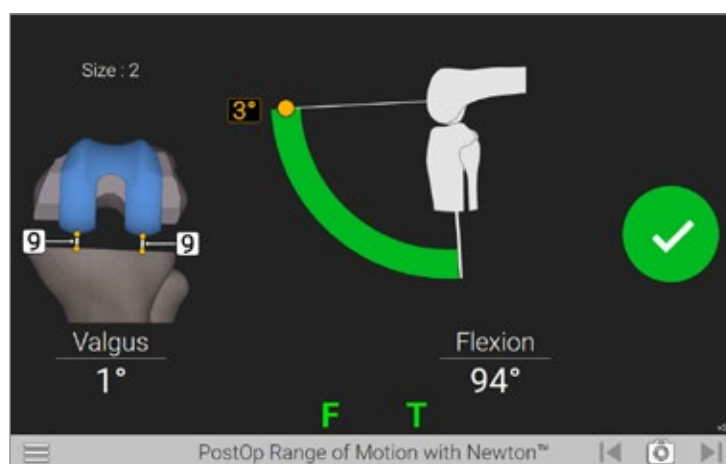 Size : 2
3°
9 9
Valgus
1°
Flexion
94°
F T
PostOp Range of Motion with Newton™